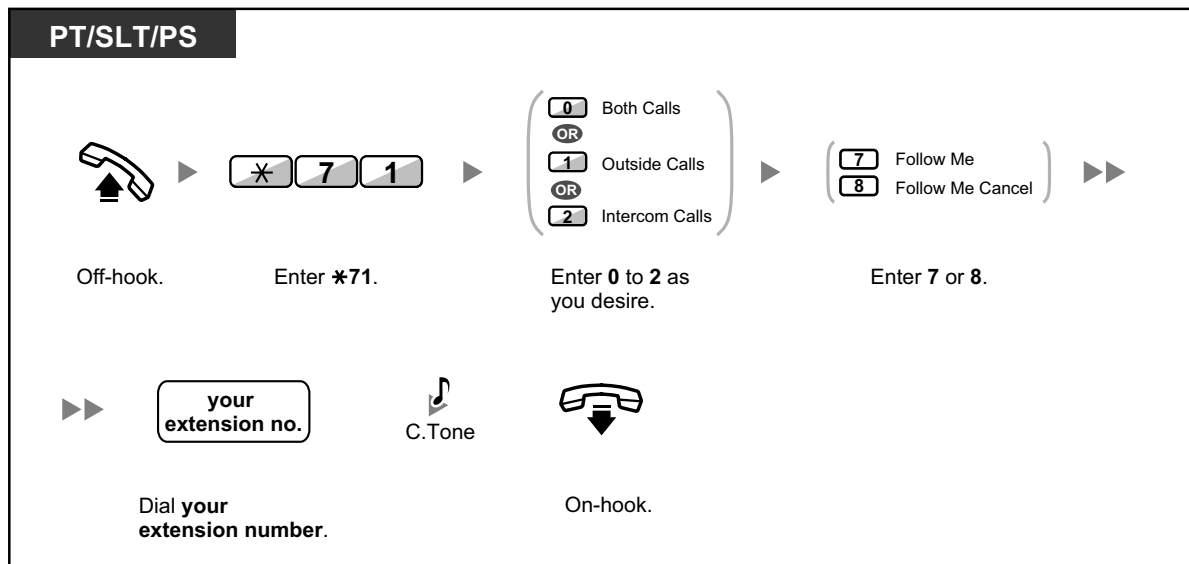 PT/SLT/PS
0 Both Calls
OR
1 Outside Calls
OR
2 Intercom Calls
7 Follow Me
8 Follow Me Cancel
* 7 1
Off-hook.
Enter *71.
Enter 0 to 2 as
you desire.
Enter 7 or 8.
your
extension no.
C.Tone
Dial your
extension number.
On-hook.